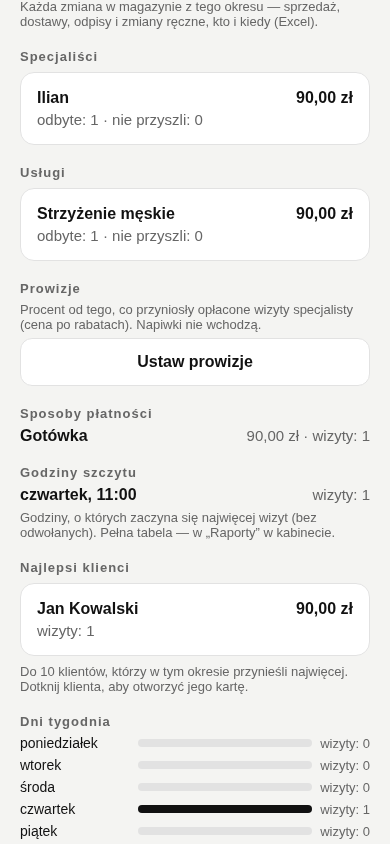 Każda zmiana w magazynie z tego okresu — sprzedaż,
dostawy, odpisy i zmiany ręczne, kto i kiedy (Excel).
Specjaliści
Ilian 90,00 zł
odbyte: 1 · nie przyszli: 0
Usługi
Strzyżenie męskie 90,00 zł
odbyte: 1 · nie przyszli: 0
Prowizje
Procent od tego, co przyniosły opłacone wizyty specjalisty
(cena po rabatach). Napiwki nie wchodzą.
Ustaw prowizje
Sposoby płatności
Gotówka 90,00 zł · wizyty: 1
Godziny szczytu
czwartek, 11:00 wizyty: 1
Godziny, o których zaczyna się najwięcej wizyt (bez
odwołanych). Pełna tabela — w „Raporty” w kabinecie.
Najlepsi klienci
Jan Kowalski 90,00 zł
wizyty: 1
Do 10 klientów, którzy w tym okresie przynieśli najwięcej.
Dotknij klienta, aby otworzyć jego kartę.
Dni tygodnia
poniedziałek wizyty: 0
wtorek wizyty: 0
środa wizyty: 0
czwartek wizyty: 1
piątek wizyty: 0